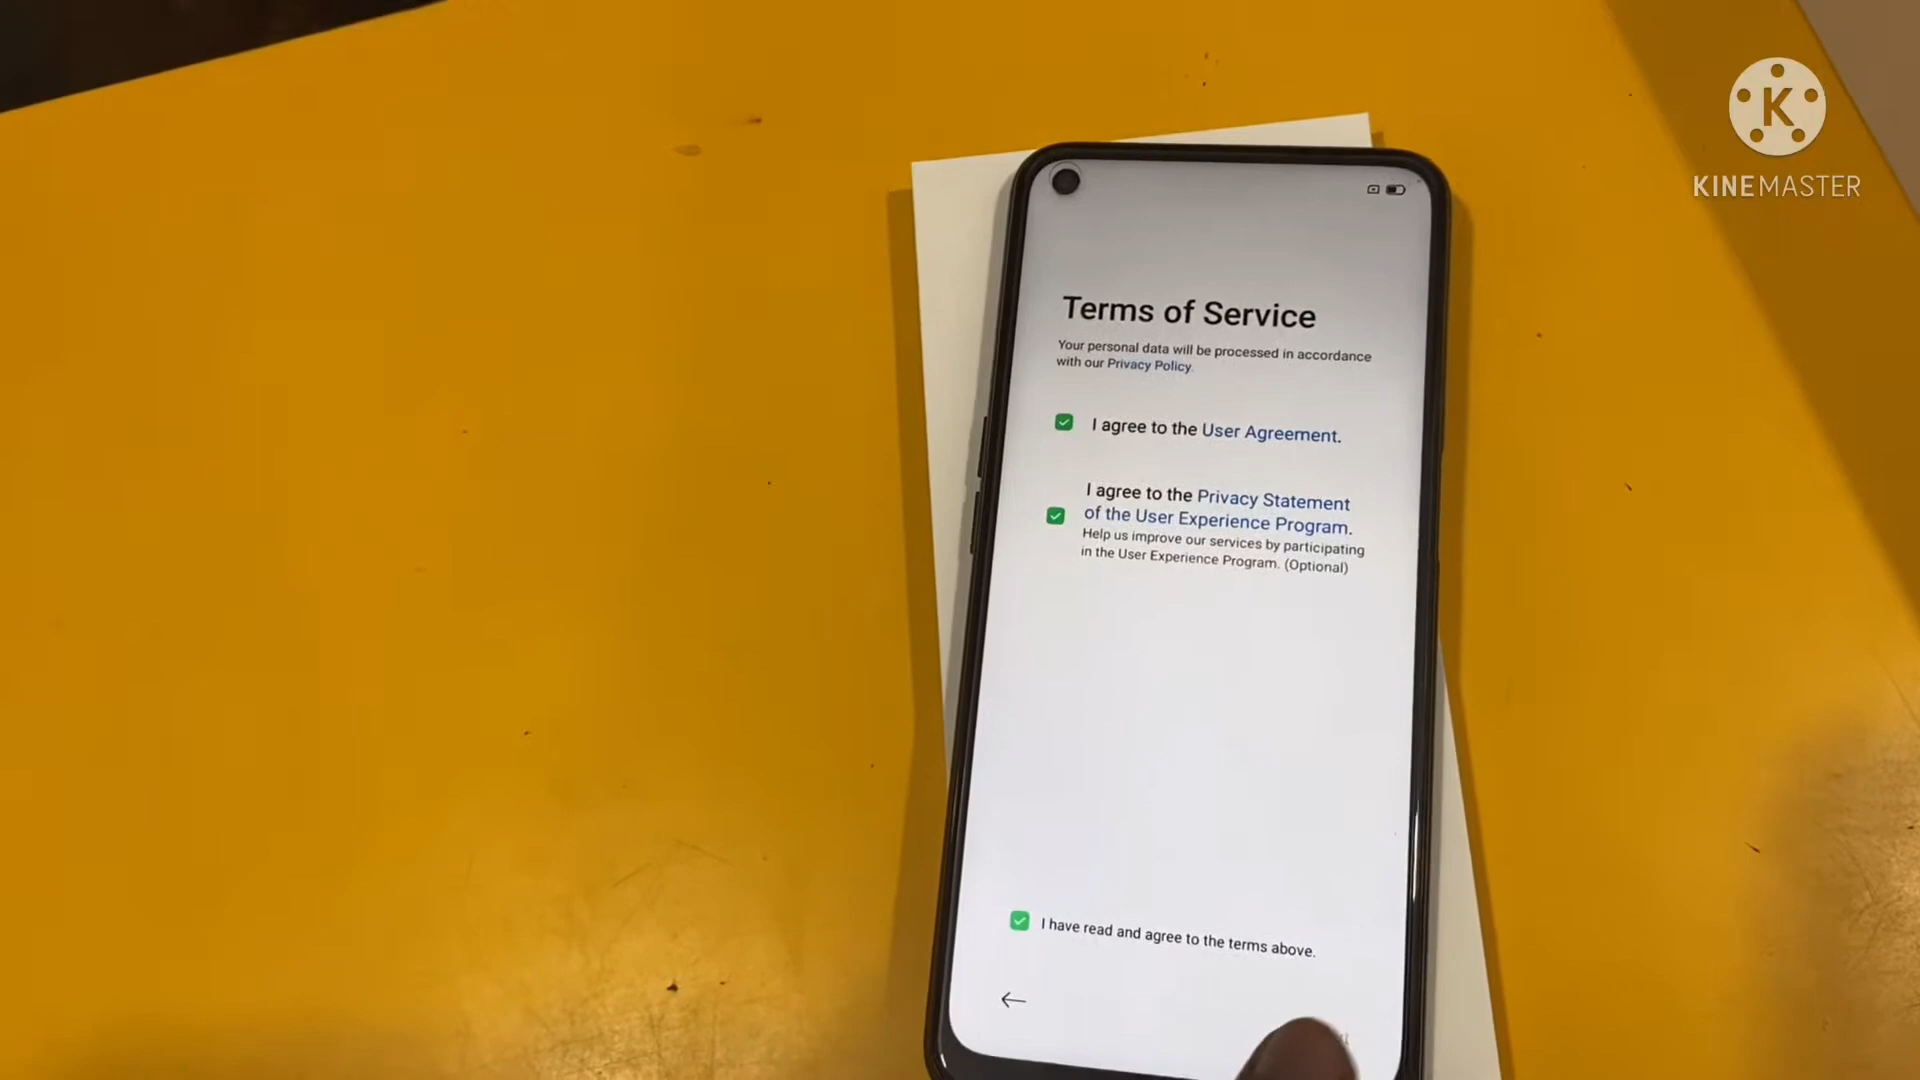 K
KINEMASTER
Terms of Service
Your personal data will be processed in accordance
with our Privacy Policy.
I agree to the User Agreement.
I agree to the Privacy Statement
of the User Experience Program.
Help us improve our services by participating
in the User Experience Program. (Optional)
I have read and agree to the terms above.